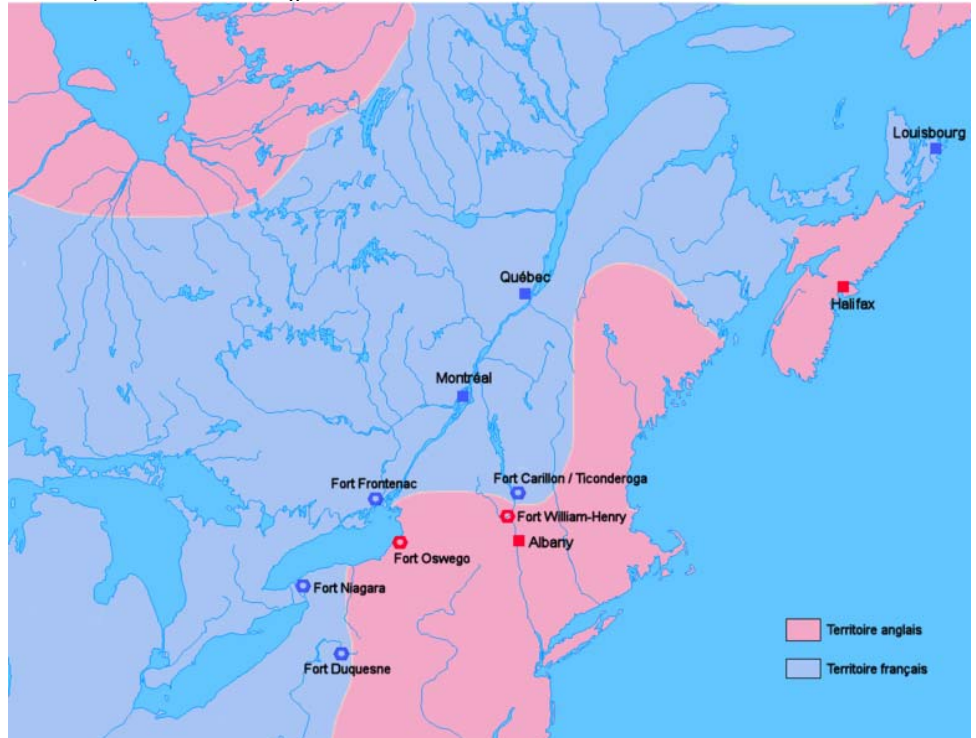 Louisbourg
Québec
Halifax
Montréal
Fort Frontenac
Fort Carillon / Ticonderoga
Fort William-Henry
Fort Oswego
Albany
Fort Niagara
Fort Duquesne
Territoire anglais
Territoire français